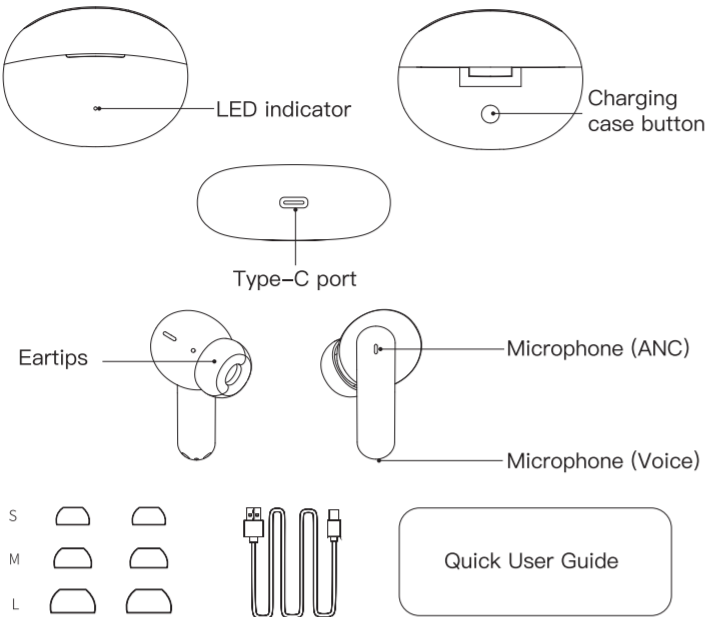 LED indicator
Charging
case button
Type-C port
Eartips
Microphone (ANC)
Microphone (Voice)
S
M
L
Quick User Guide